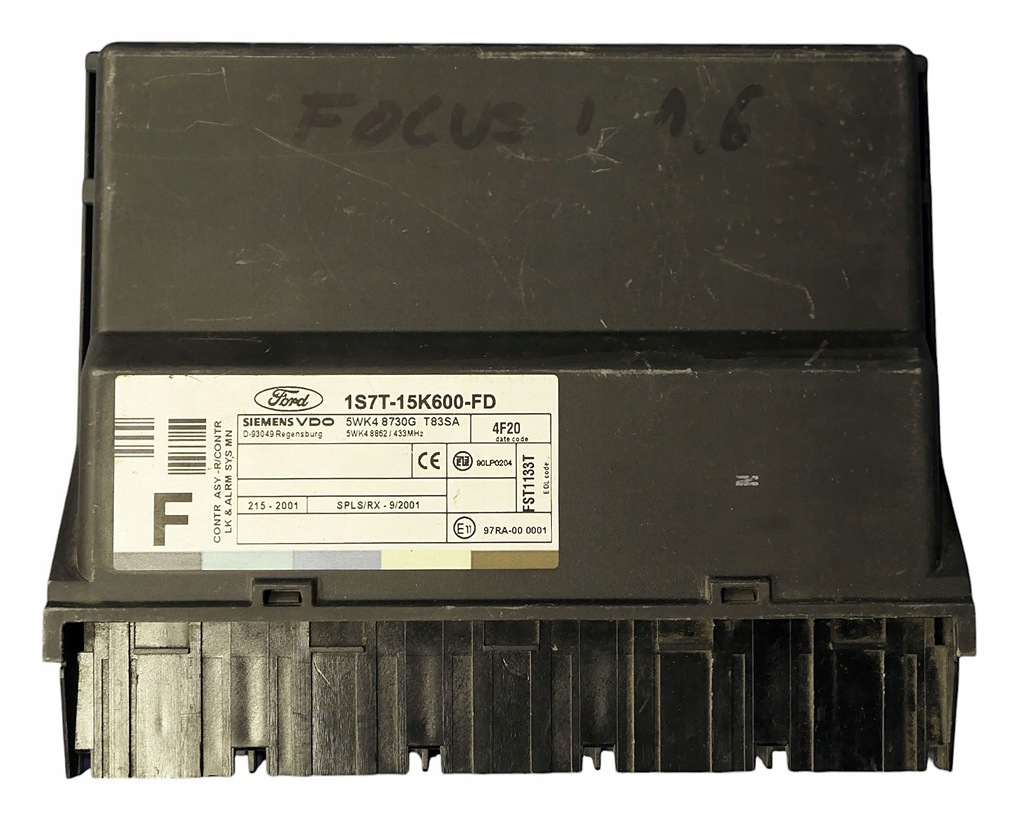 FOCUS I 1.6
Ford
1S7T-15K600-FD
SIEMENS VDO 5WK4 8730G T83SA
D-93049 Regensburg 5WK4 8862 / 433MHz
4F20
date code
CE
90LP0204
FST1133T
EOL code
215 - 2001 SPLS/RX - 9/2001
E11 97RA-00 0001
F
CONTR ASY -R/CONTR
LK & ALRM SYS MN